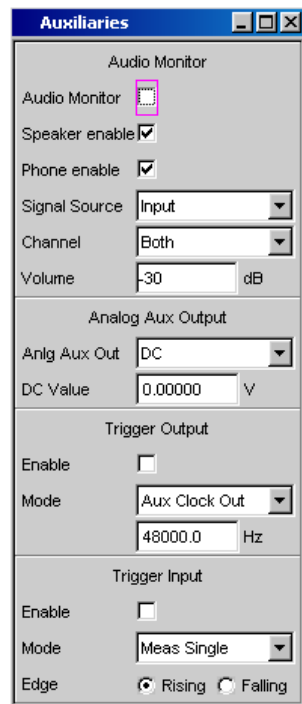 Auxiliaries
Audio Monitor
Audio Monitor
Speaker enable
Phone enable
Signal Source Input
Channel Both
Volume -30 dB
Analog Aux Output
Anlg Aux Out DC
DC Value 0.00000 V
Trigger Output
Enable
Mode Aux Clock Out
48000.0 Hz
Trigger Input
Enable
Mode Meas Single
Edge Rising Falling